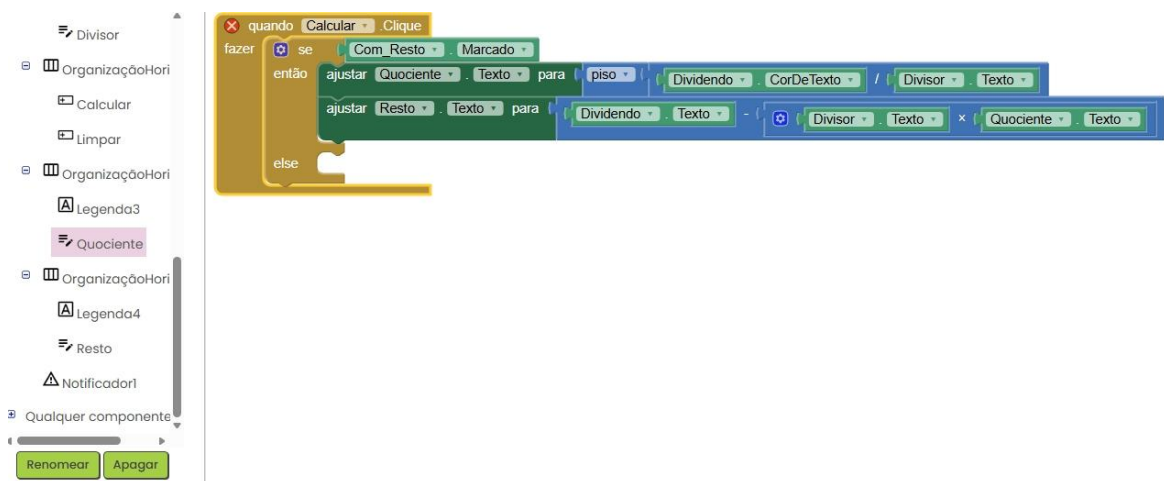 Divisor
OrganizaçãoHori
Calcular
Limpar
OrganizaçãoHori
Legenda3
Quociente
OrganizaçãoHori
Legenda4
Resto
Notificador1
Qualquer componente
Renomear Apagar
quando Calcular .Clique
fazer se Com_Resto . Marcado
então ajustar Quociente . Texto para piso Dividendo . CorDeTexto / Divisor . Texto
ajustar Resto . Texto para Dividendo . Texto - Divisor . Texto × Quociente . Texto
else